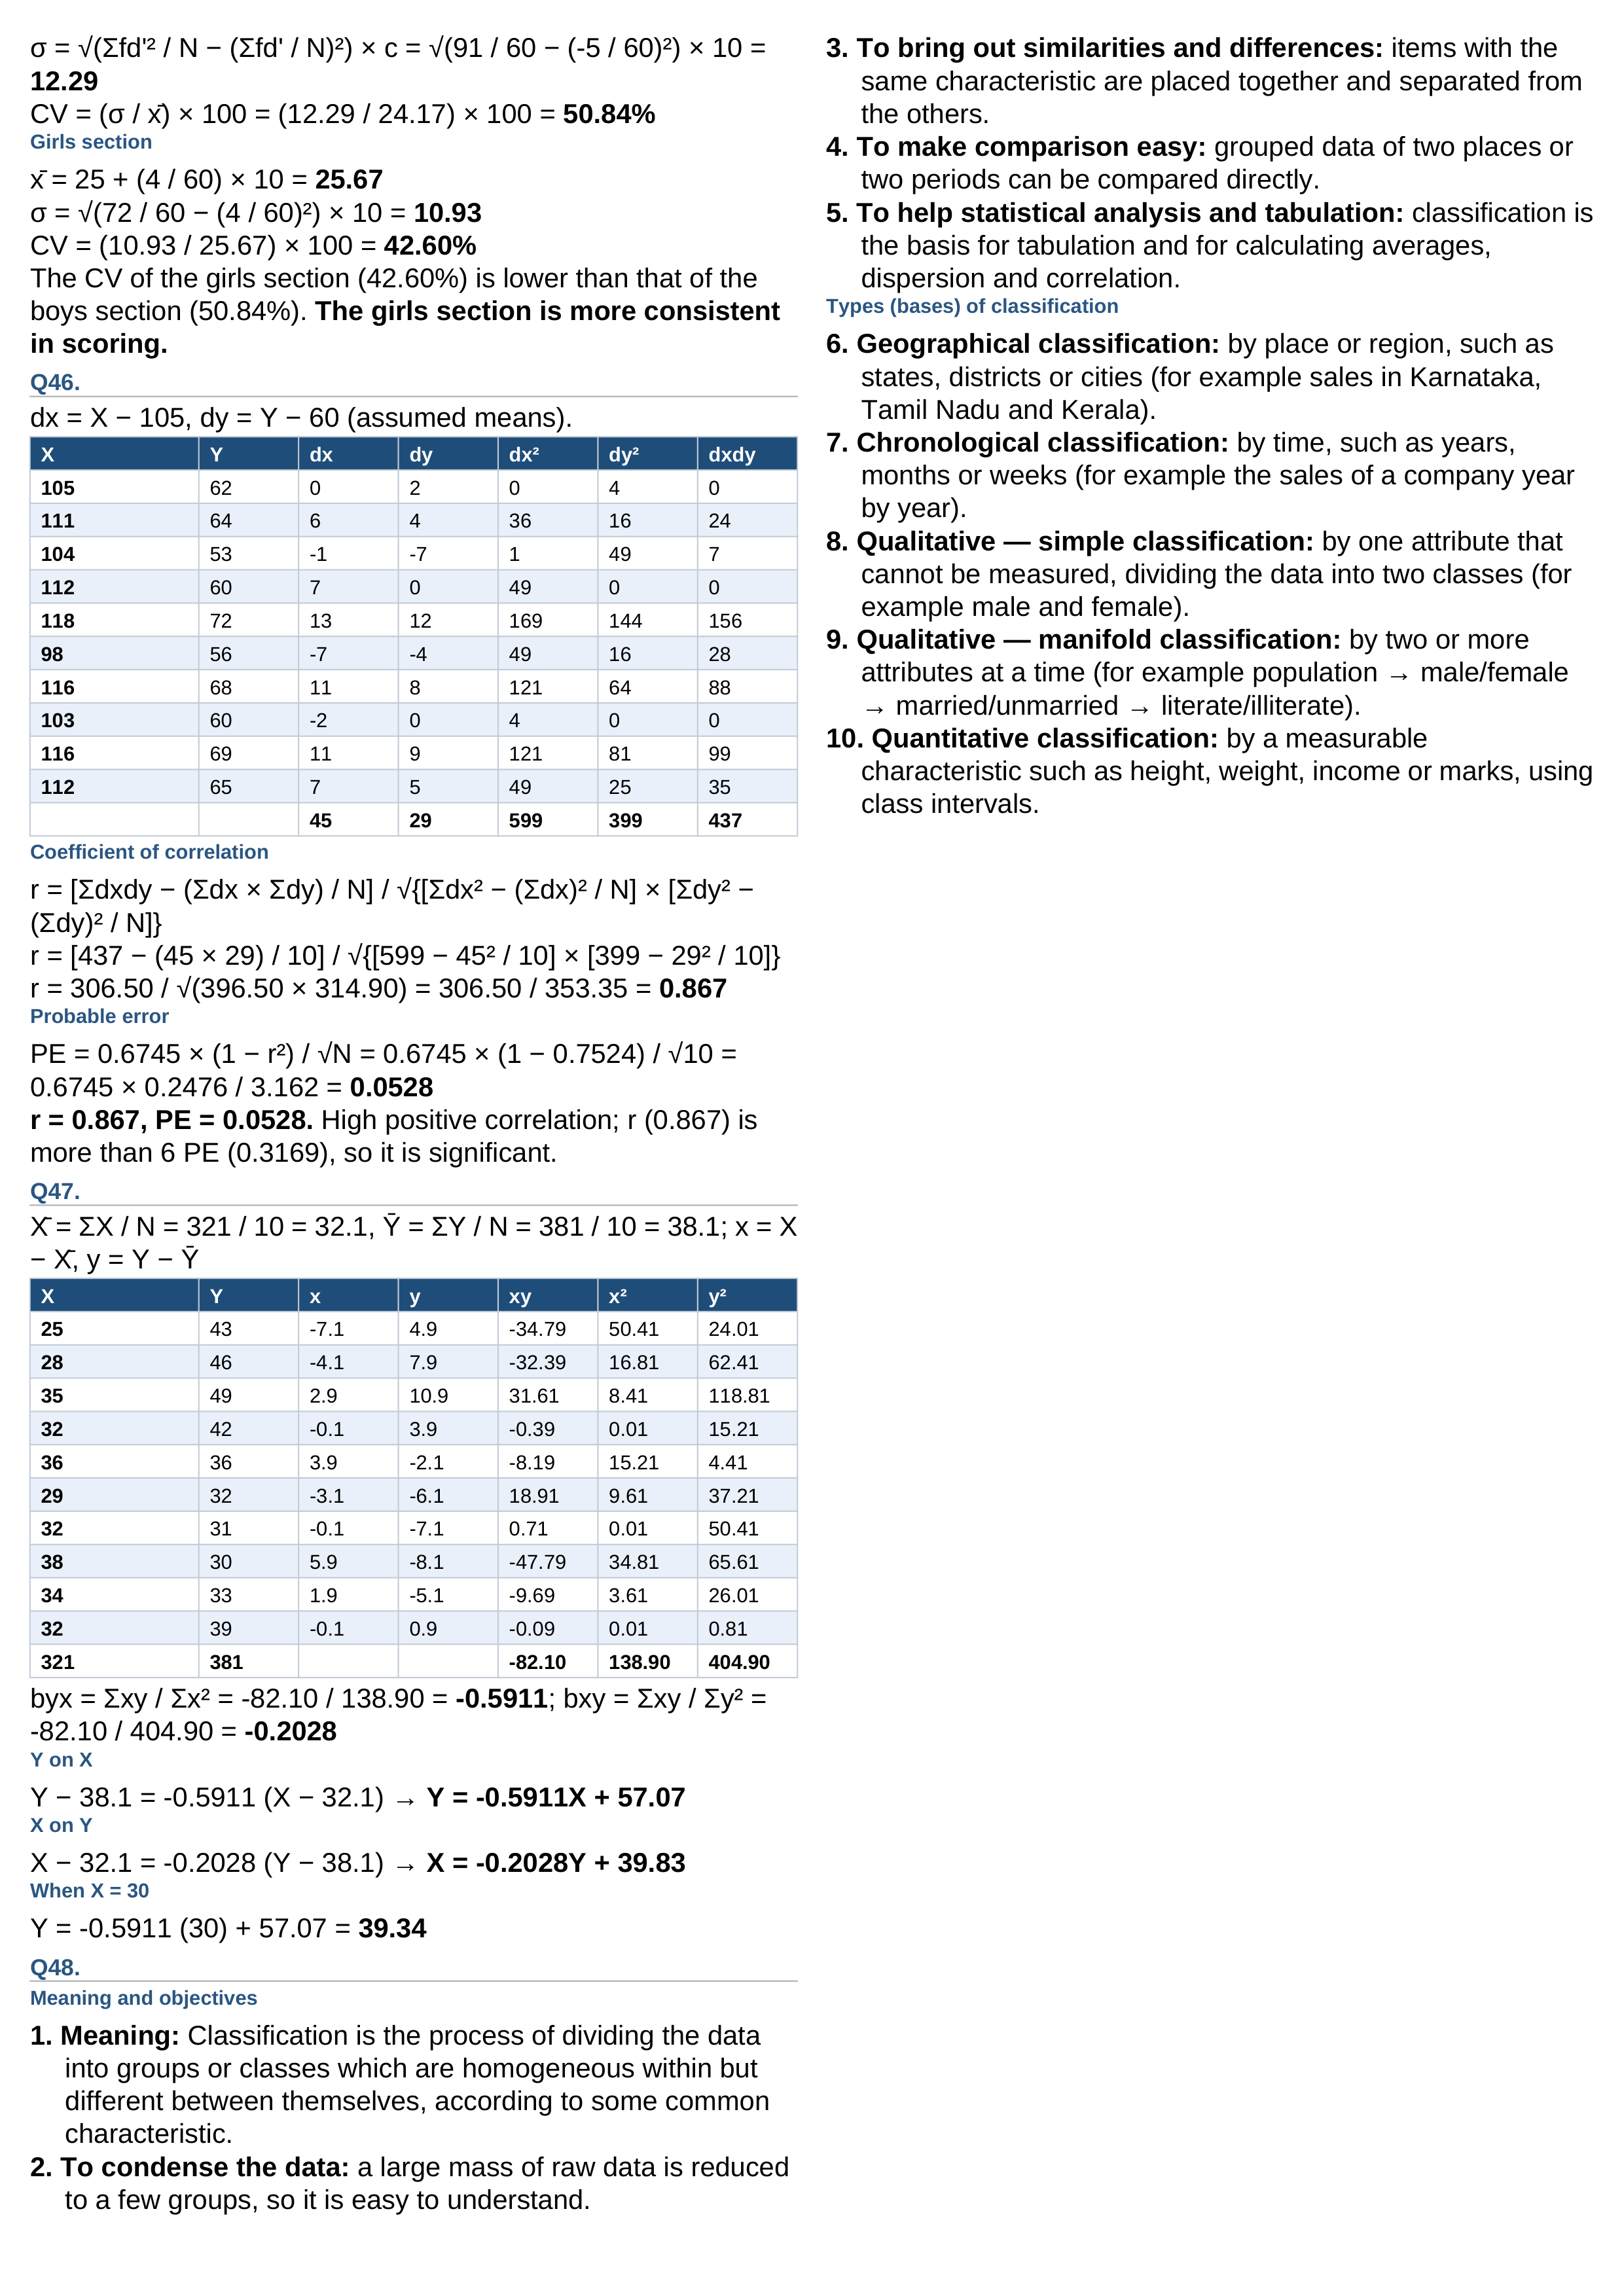 σ = √(Σfd'² / N − (Σfd' / N)²) × c = √(91 / 60 − (-5 / 60)²) × 10 =
12.29
CV = (σ / x̄) × 100 = (12.29 / 24.17) × 100 = 50.84%
Girls section
x̄ = 25 + (4 / 60) × 10 = 25.67
σ = √(72 / 60 − (4 / 60)²) × 10 = 10.93
CV = (10.93 / 25.67) × 100 = 42.60%
The CV of the girls section (42.60%) is lower than that of the
boys section (50.84%). The girls section is more consistent
in scoring.
Q46.
dx = X − 105, dy = Y − 60 (assumed means).
X Y dx dy dx² dy² dxdy
105 62 0 2 0 4 0
111 64 6 4 36 16 24
104 53 -1 -7 1 49 7
112 60 7 0 49 0 0
118 72 13 12 169 144 156
98 56 -7 -4 49 16 28
116 68 11 8 121 64 88
103 60 -2 0 4 0 0
116 69 11 9 121 81 99
112 65 7 5 49 25 35
45 29 599 399 437
Coefficient of correlation
r = [Σdxdy − (Σdx × Σdy) / N] / √{[Σdx² − (Σdx)² / N] × [Σdy² −
(Σdy)² / N]}
r = [437 − (45 × 29) / 10] / √{[599 − 45² / 10] × [399 − 29² / 10]}
r = 306.50 / √(396.50 × 314.90) = 306.50 / 353.35 = 0.867
Probable error
PE = 0.6745 × (1 − r²) / √N = 0.6745 × (1 − 0.7524) / √10 =
0.6745 × 0.2476 / 3.162 = 0.0528
r = 0.867, PE = 0.0528. High positive correlation; r (0.867) is
more than 6 PE (0.3169), so it is significant.
Q47.
X̄ = ΣX / N = 321 / 10 = 32.1, Ȳ = ΣY / N = 381 / 10 = 38.1; x = X
− X̄, y = Y − Ȳ
X Y x y xy x² y²
25 43 -7.1 4.9 -34.79 50.41 24.01
28 46 -4.1 7.9 -32.39 16.81 62.41
35 49 2.9 10.9 31.61 8.41 118.81
32 42 -0.1 3.9 -0.39 0.01 15.21
36 36 3.9 -2.1 -8.19 15.21 4.41
29 32 -3.1 -6.1 18.91 9.61 37.21
32 31 -0.1 -7.1 0.71 0.01 50.41
38 30 5.9 -8.1 -47.79 34.81 65.61
34 33 1.9 -5.1 -9.69 3.61 26.01
32 39 -0.1 0.9 -0.09 0.01 0.81
321 381 -82.10 138.90 404.90
byx = Σxy / Σx² = -82.10 / 138.90 = -0.5911; bxy = Σxy / Σy² =
-82.10 / 404.90 = -0.2028
Y on X
Y − 38.1 = -0.5911 (X − 32.1) → Y = -0.5911X + 57.07
X on Y
X − 32.1 = -0.2028 (Y − 38.1) → X = -0.2028Y + 39.83
When X = 30
Y = -0.5911 (30) + 57.07 = 39.34
Q48.
Meaning and objectives
1. Meaning: Classification is the process of dividing the data
into groups or classes which are homogeneous within but
different between themselves, according to some common
characteristic.
2. To condense the data: a large mass of raw data is reduced
to a few groups, so it is easy to understand.
3. To bring out similarities and differences: items with the
same characteristic are placed together and separated from
the others.
4. To make comparison easy: grouped data of two places or
two periods can be compared directly.
5. To help statistical analysis and tabulation: classification is
the basis for tabulation and for calculating averages,
dispersion and correlation.
Types (bases) of classification
6. Geographical classification: by place or region, such as
states, districts or cities (for example sales in Karnataka,
Tamil Nadu and Kerala).
7. Chronological classification: by time, such as years,
months or weeks (for example the sales of a company year
by year).
8. Qualitative — simple classification: by one attribute that
cannot be measured, dividing the data into two classes (for
example male and female).
9. Qualitative — manifold classification: by two or more
attributes at a time (for example population → male/female
→ married/unmarried → literate/illiterate).
10. Quantitative classification: by a measurable
characteristic such as height, weight, income or marks, using
class intervals.